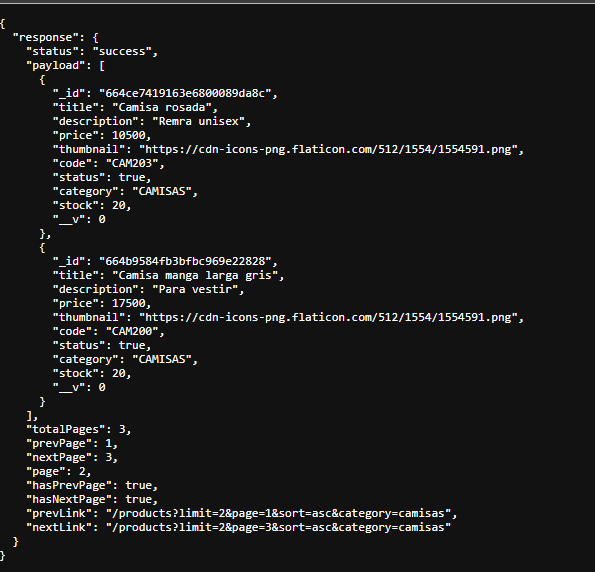 {
  "response": {
    "status": "success",
    "payload": [
      {
        "_id": "664ce7419163e6800089da8c",
        "title": "Camisa rosada",
        "description": "Remra unisex",
        "price": 10500,
        "thumbnail": "https://cdn-icons-png.flaticon.com/512/1554/1554591.png",
        "code": "CAM203",
        "status": true,
        "category": "CAMISAS",
        "stock": 20,
        "__v": 0
      },
      {
        "_id": "664b9584fb3bfbc969e22828",
        "title": "Camisa manga larga gris",
        "description": "Para vestir",
        "price": 17500,
        "thumbnail": "https://cdn-icons-png.flaticon.com/512/1554/1554591.png",
        "code": "CAM200",
        "status": true,
        "category": "CAMISAS",
        "stock": 20,
        "__v": 0
      }
    ],
    "totalPages": 3,
    "prevPage": 1,
    "nextPage": 3,
    "page": 2,
    "hasPrevPage": true,
    "hasNextPage": true,
    "prevLink": "/products?limit=2&page=1&sort=asc&category=camisas",
    "nextLink": "/products?limit=2&page=3&sort=asc&category=camisas"
  }
}